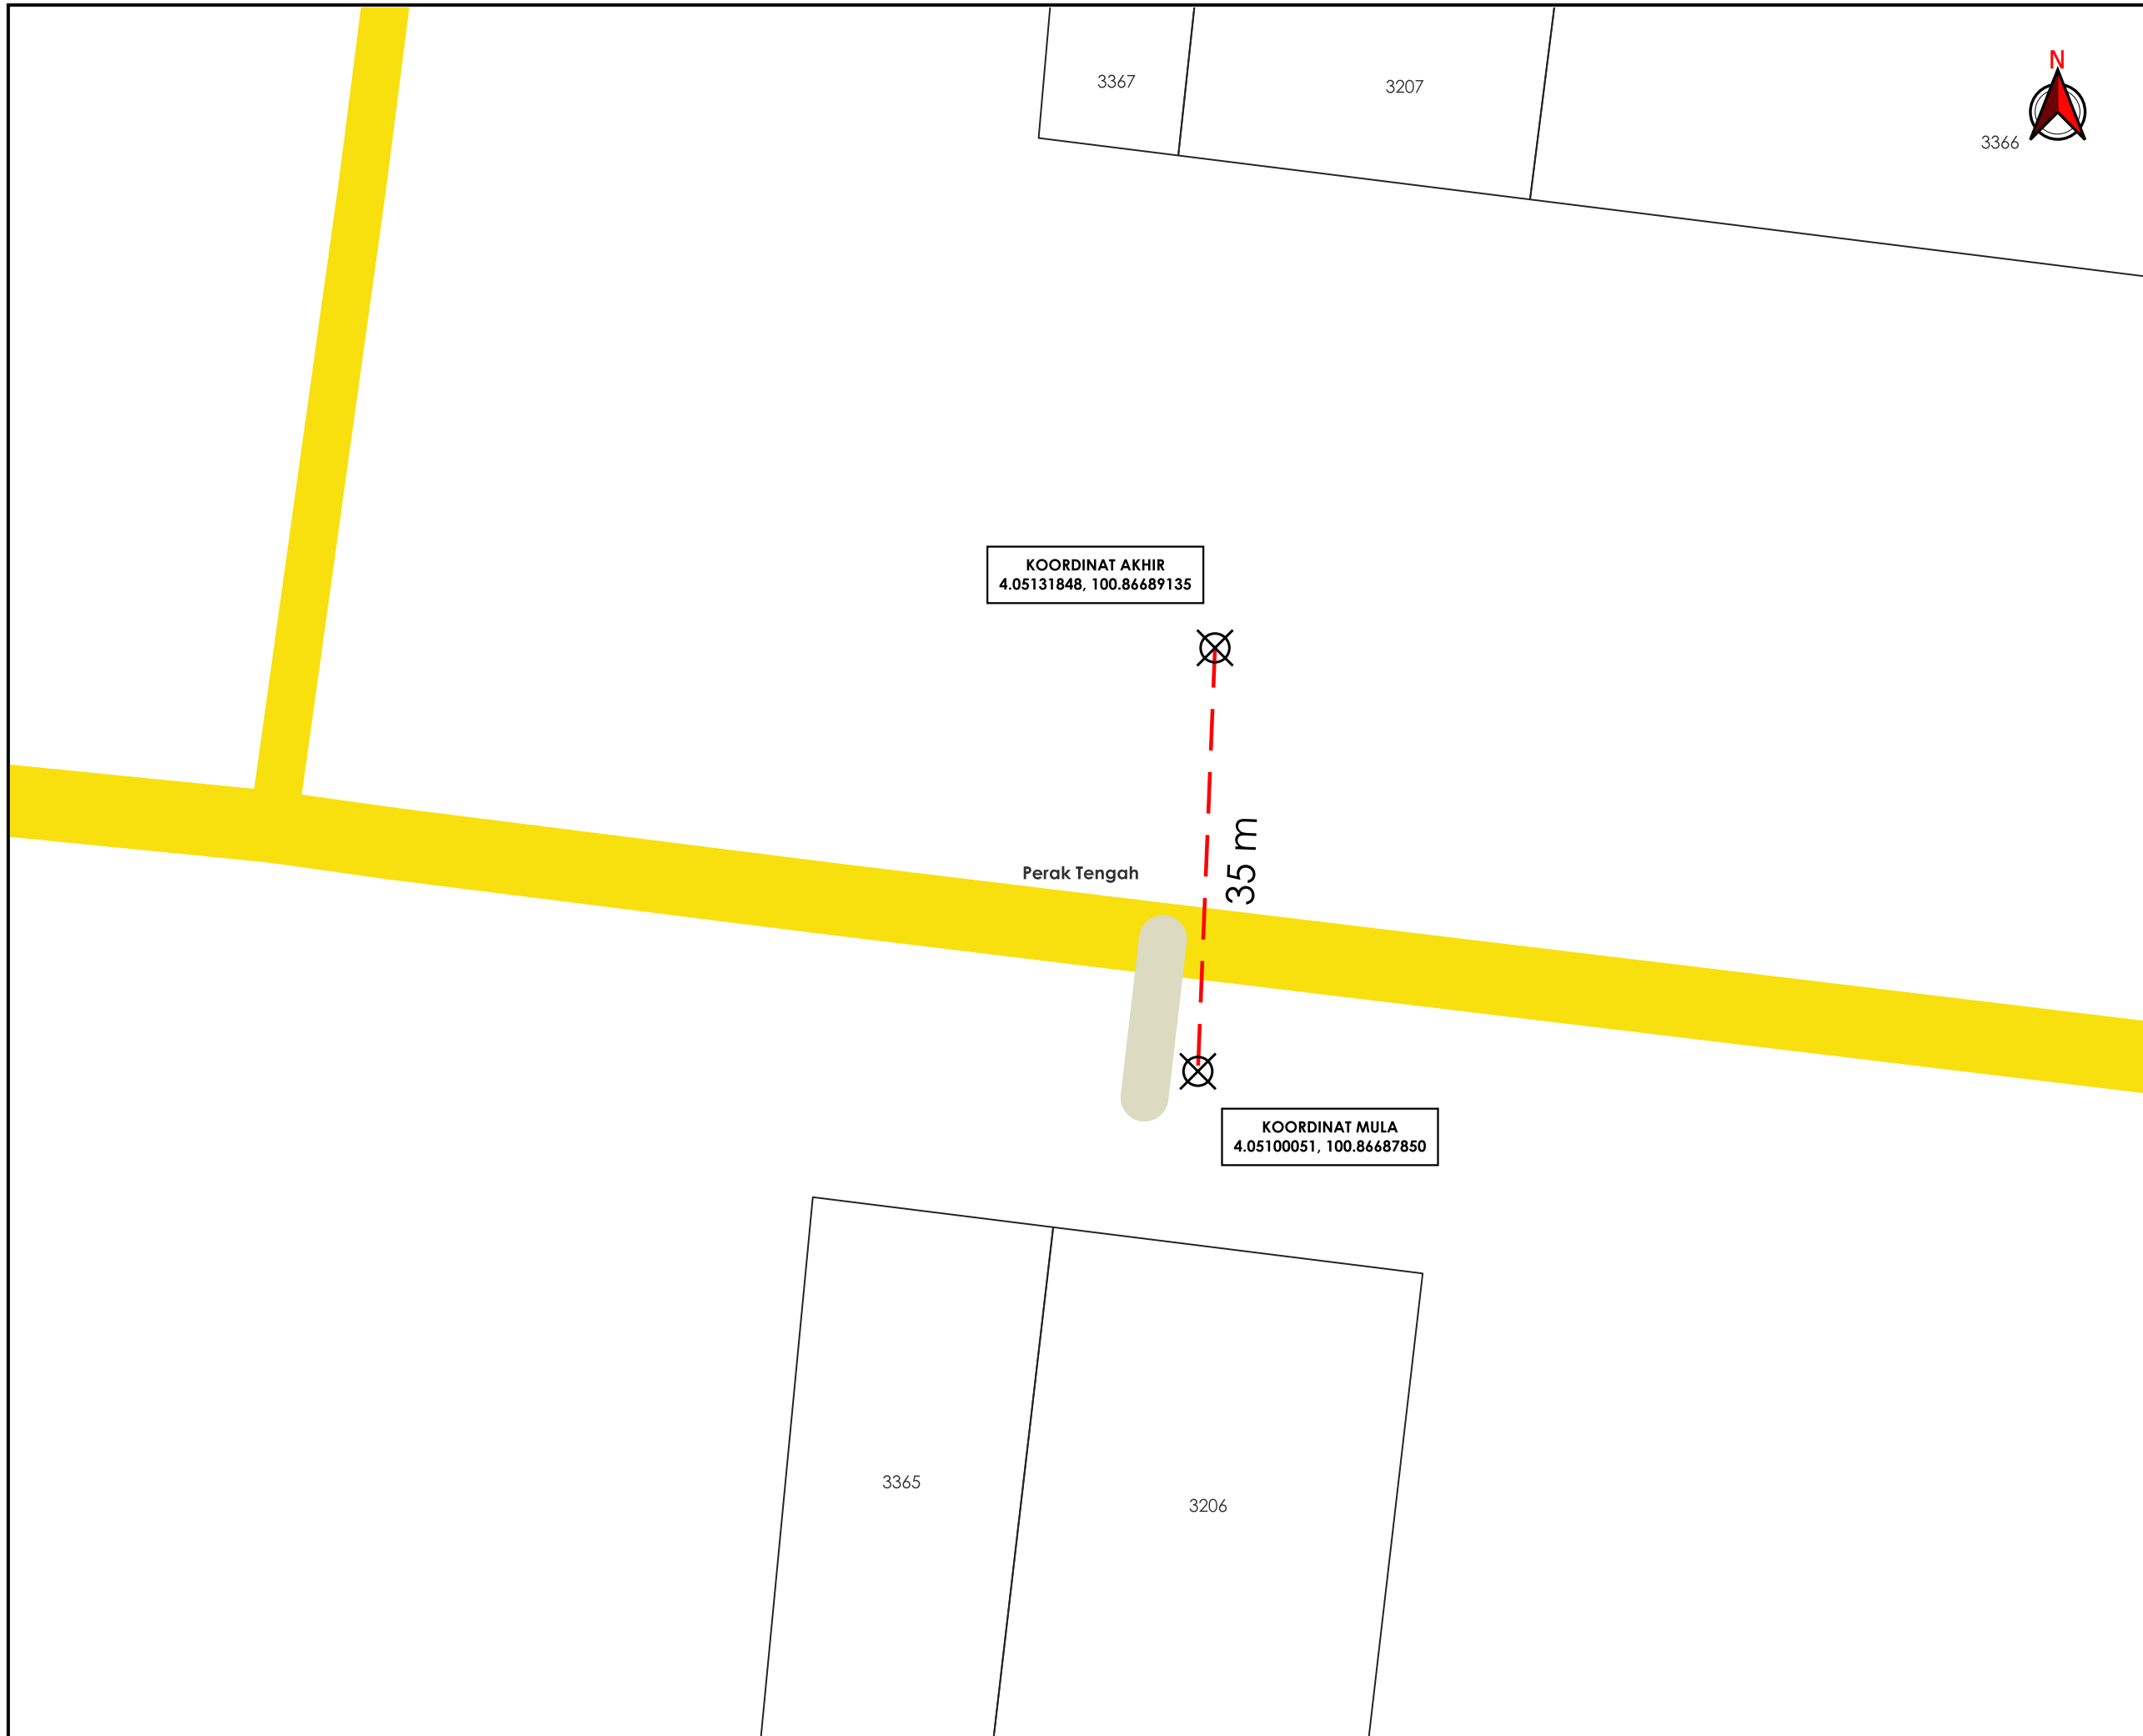 3367
3207
N
3366
KOORDINAT AKHIR
4.05131848, 100.86689135
35 m
Perak Tengah
KOORDINAT MULA
4.05100051, 100.86687850
3365
3206